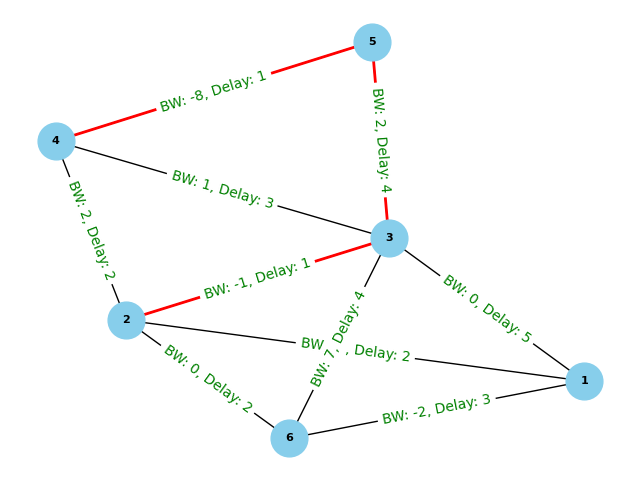 5
BW: -8, Delay: 1
BW: 2, Delay: 4
4
BW: 1, Delay: 3
BW: 2, Delay: 2
3
BW: -1, Delay: 1
BW: 0, Delay: 5
2
BW: 7, Delay: 4
BW , Delay: 2
BW: 0, Delay: 2
1
BW: -2, Delay: 3
6